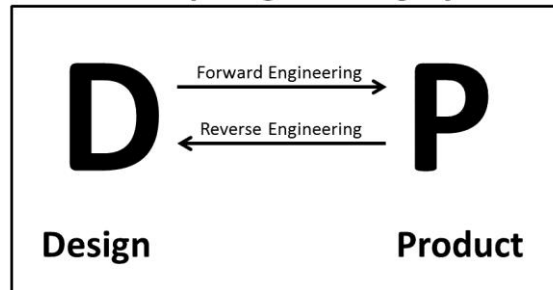 D
Forward Engineering
P
Reverse Engineering
Design
Product